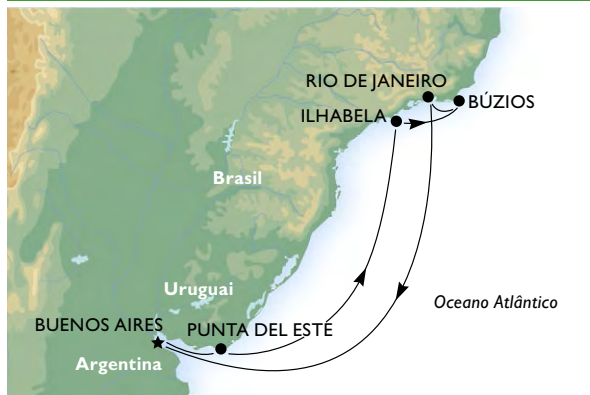 RIO DE JANEIRO
BÚZIOS
ILHABELA
Brasil
Uruguai
Oceano Atlântico
BUENOS AIRES
PUNTA DEL ESTE
Argentina